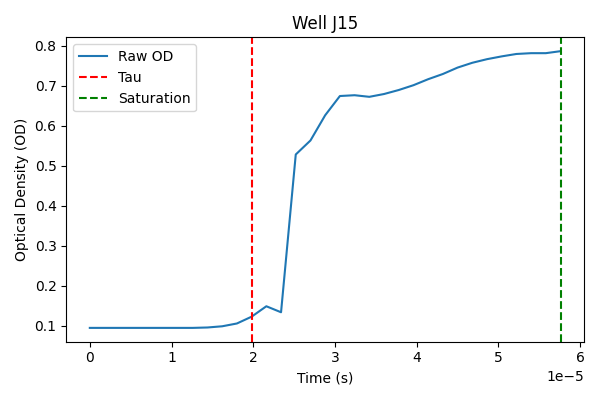 Well J15
Raw OD
Tau
Saturation
Optical Density (OD)
0.8
0.7
0.6
0.5
0.4
0.3
0.2
0.1
0 1 2 3 4 5 6
1e−5
Time (s)